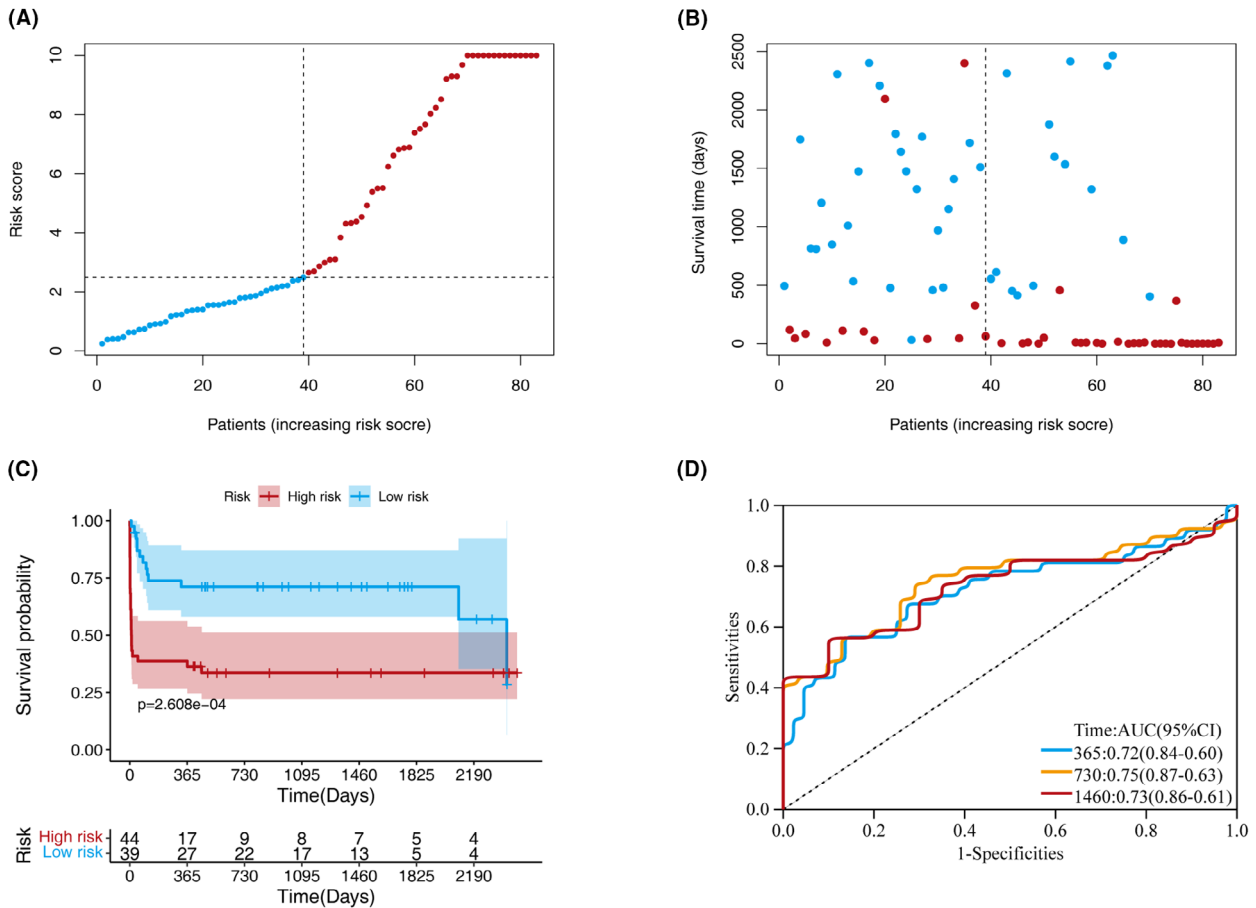 (A)
10
8
6
4
2
0
Risk score
0 20 40 60 80
Patients (increasing risk socre)
(B)
2500
2000
1500
1000
500
0
Survival time (days)
0 20 40 60 80
Patients (increasing risk socre)
(C)
Risk High risk Low risk
1.00
0.75
0.50
0.25
0.00
Survival probability
p=2.608e−04
0 365 730 1095 1460 1825 2190
Time(Days)
Risk
High risk 44 17 9 8 7 5 4
Low risk 39 27 22 17 13 5 4
0 365 730 1095 1460 1825 2190
Time(Days)
(D)
1.0
0.8
0.6
0.4
0.2
0.0
Sensitivities
Time:AUC(95%CI)
365:0.72(0.84-0.60)
730:0.75(0.87-0.63)
1460:0.73(0.86-0.61)
0.0 0.2 0.4 0.6 0.8 1.0
1-Specificities